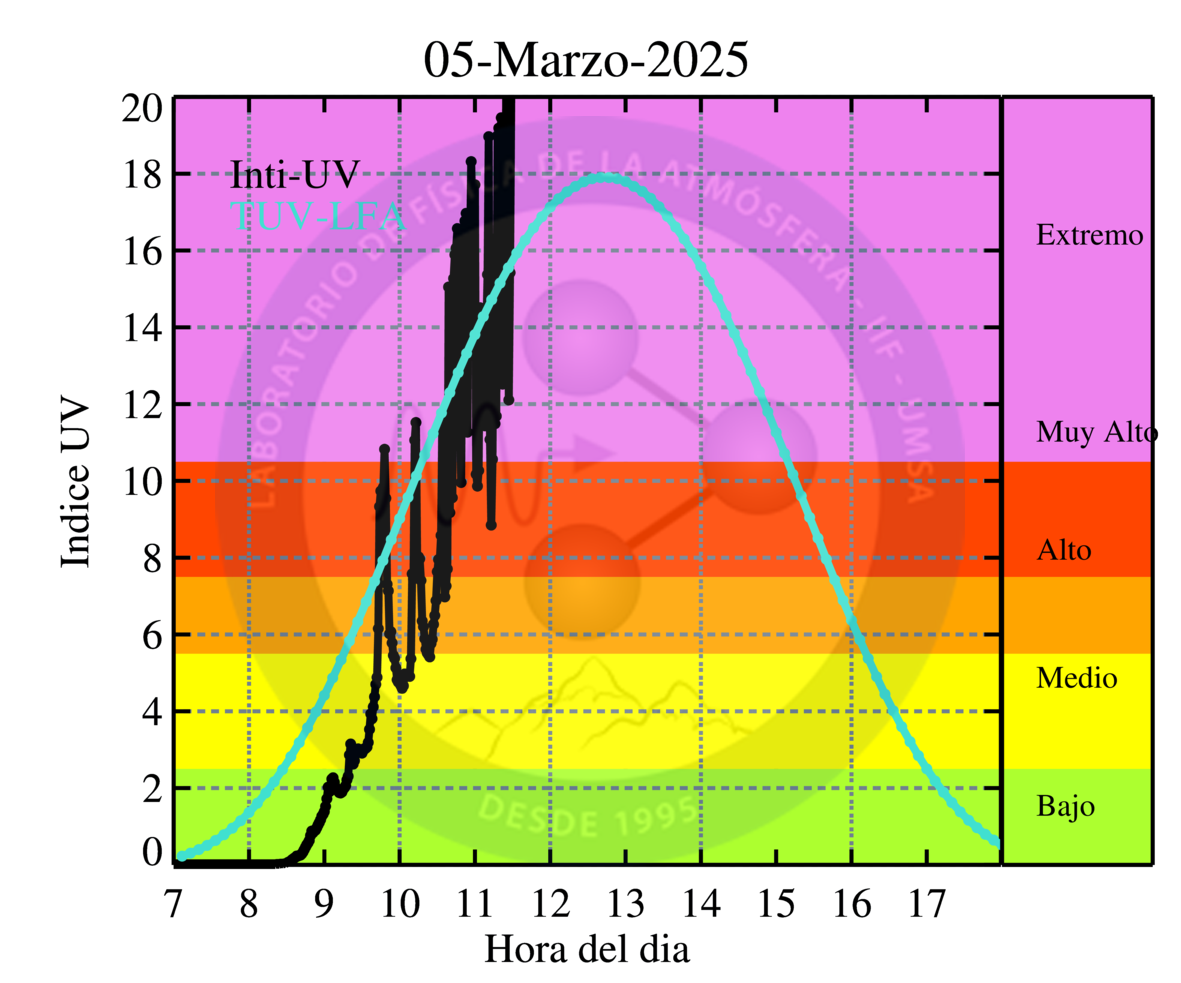 05-Marzo-2025
Indice UV
20
18
16
14
12
10
8
6
4
2
0
Inti-UV
TUV-LFA
LABORATORIO DE FÍSICA DE LA ATMÓSFERA - IIF - UMSA
DESDE 1995
Extremo
Muy Alto
Alto
Medio
Bajo
7 8 9 10 11 12 13 14 15 16 17
Hora del dia